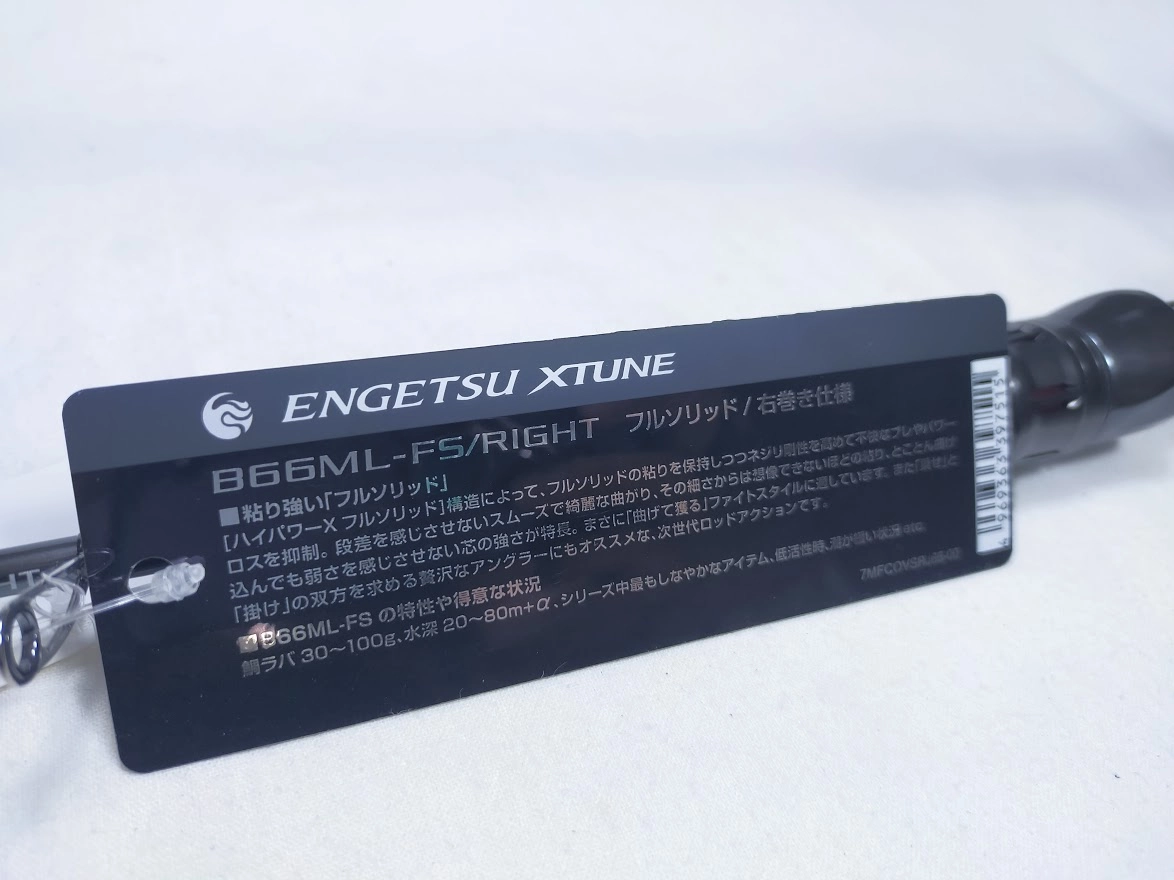 ENGETSU XTUNE
B66ML-FS/RIGHT フルソリッド / 右巻き仕様
■粘り強い「フルソリッド」
[ハイパワーX フルソリッド]構造によって、フルソリッドの粘りを保持しつつネジリ剛性を高めて不快なブレやパワー
ロスを抑制。段差を感じさせないスムーズで綺麗な曲がり、その細さからは想像できないほどの粘り、とことん曲げ
込んでも弱さを感じさせない芯の強さが特長。まさに「曲げて獲る」ファイトスタイルに適しています。また「乗せ」と
「掛け」の双方を求める贅沢なアングラーにもオススメな、次世代ロッドアクションです。
■B66ML-FS の特性や得意な状況
鯛ラバ 30〜100g、水深 20〜80m+α、シリーズ中最もしなやかなアイテム、低活性時、潮が緩い状況 etc.
4 969363 397515